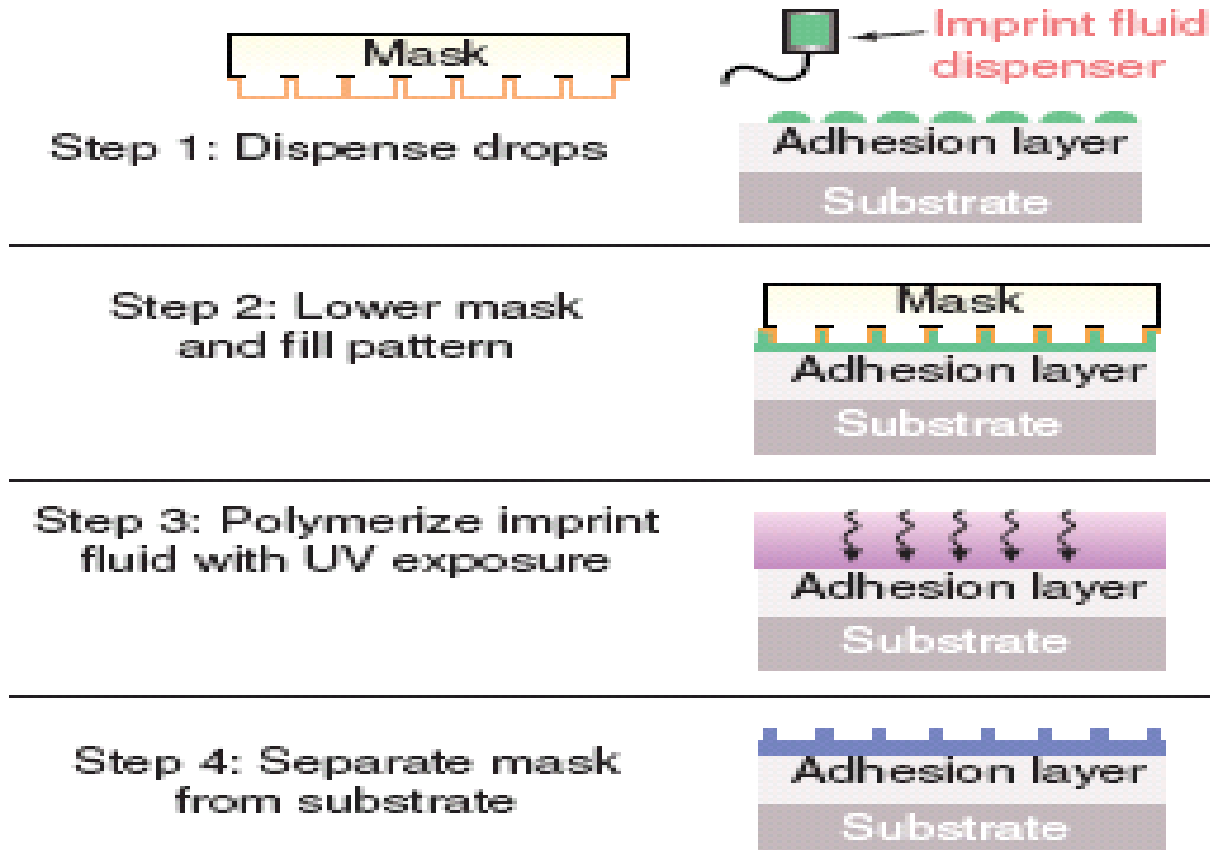 Mask
Imprint fluid
dispenser
Step 1: Dispense drops
Adhesion layer
Substrate
Step 2: Lower mask
and fill pattern
Mask
Adhesion layer
Substrate
Step 3: Polymerize imprint
fluid with UV exposure
Adhesion layer
Substrate
Step 4: Separate mask
from substrate
Adhesion layer
Substrate